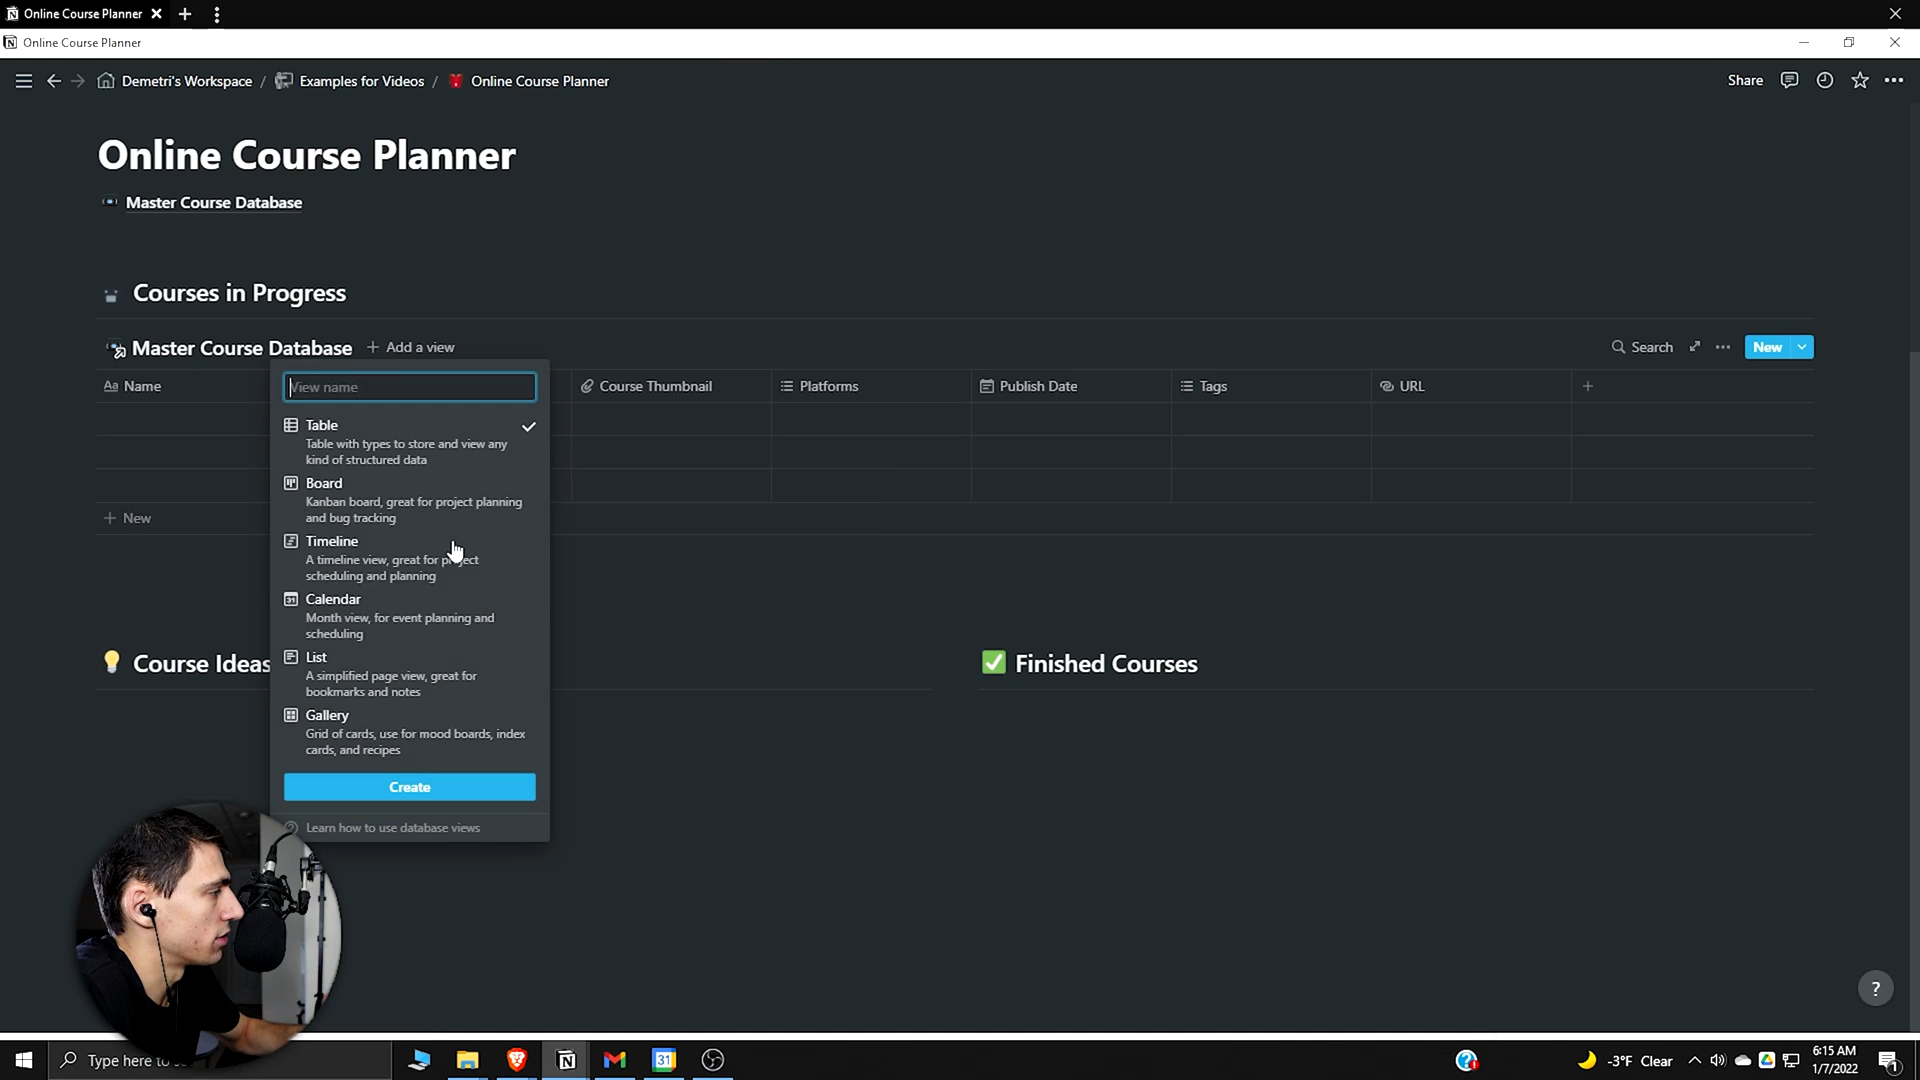 Online Course Planner
Online Course Planner
Demetri's Workspace / Examples for Videos / Online Course Planner
Share
Online Course Planner
Master Course Database
Courses in Progress
Master Course Database + Add a view
Search
New
Aa Name
Course Thumbnail
Platforms
Publish Date
Tags
URL
+
View name
Table
Table with types to store and view any
kind of structured data
Board
Kanban board, great for project planning
and bug tracking
+ New
Timeline
A timeline view, great for project
scheduling and planning
Calendar
Month view, for event planning and
scheduling
List
A simplified page view, great for
bookmarks and notes
Gallery
Grid of cards, use for mood boards, index
cards, and recipes
Create
Learn how to use database views
Course Ideas
Finished Courses
?
Type here to
31
-3°F Clear
6:15 AM
1/7/2022
1